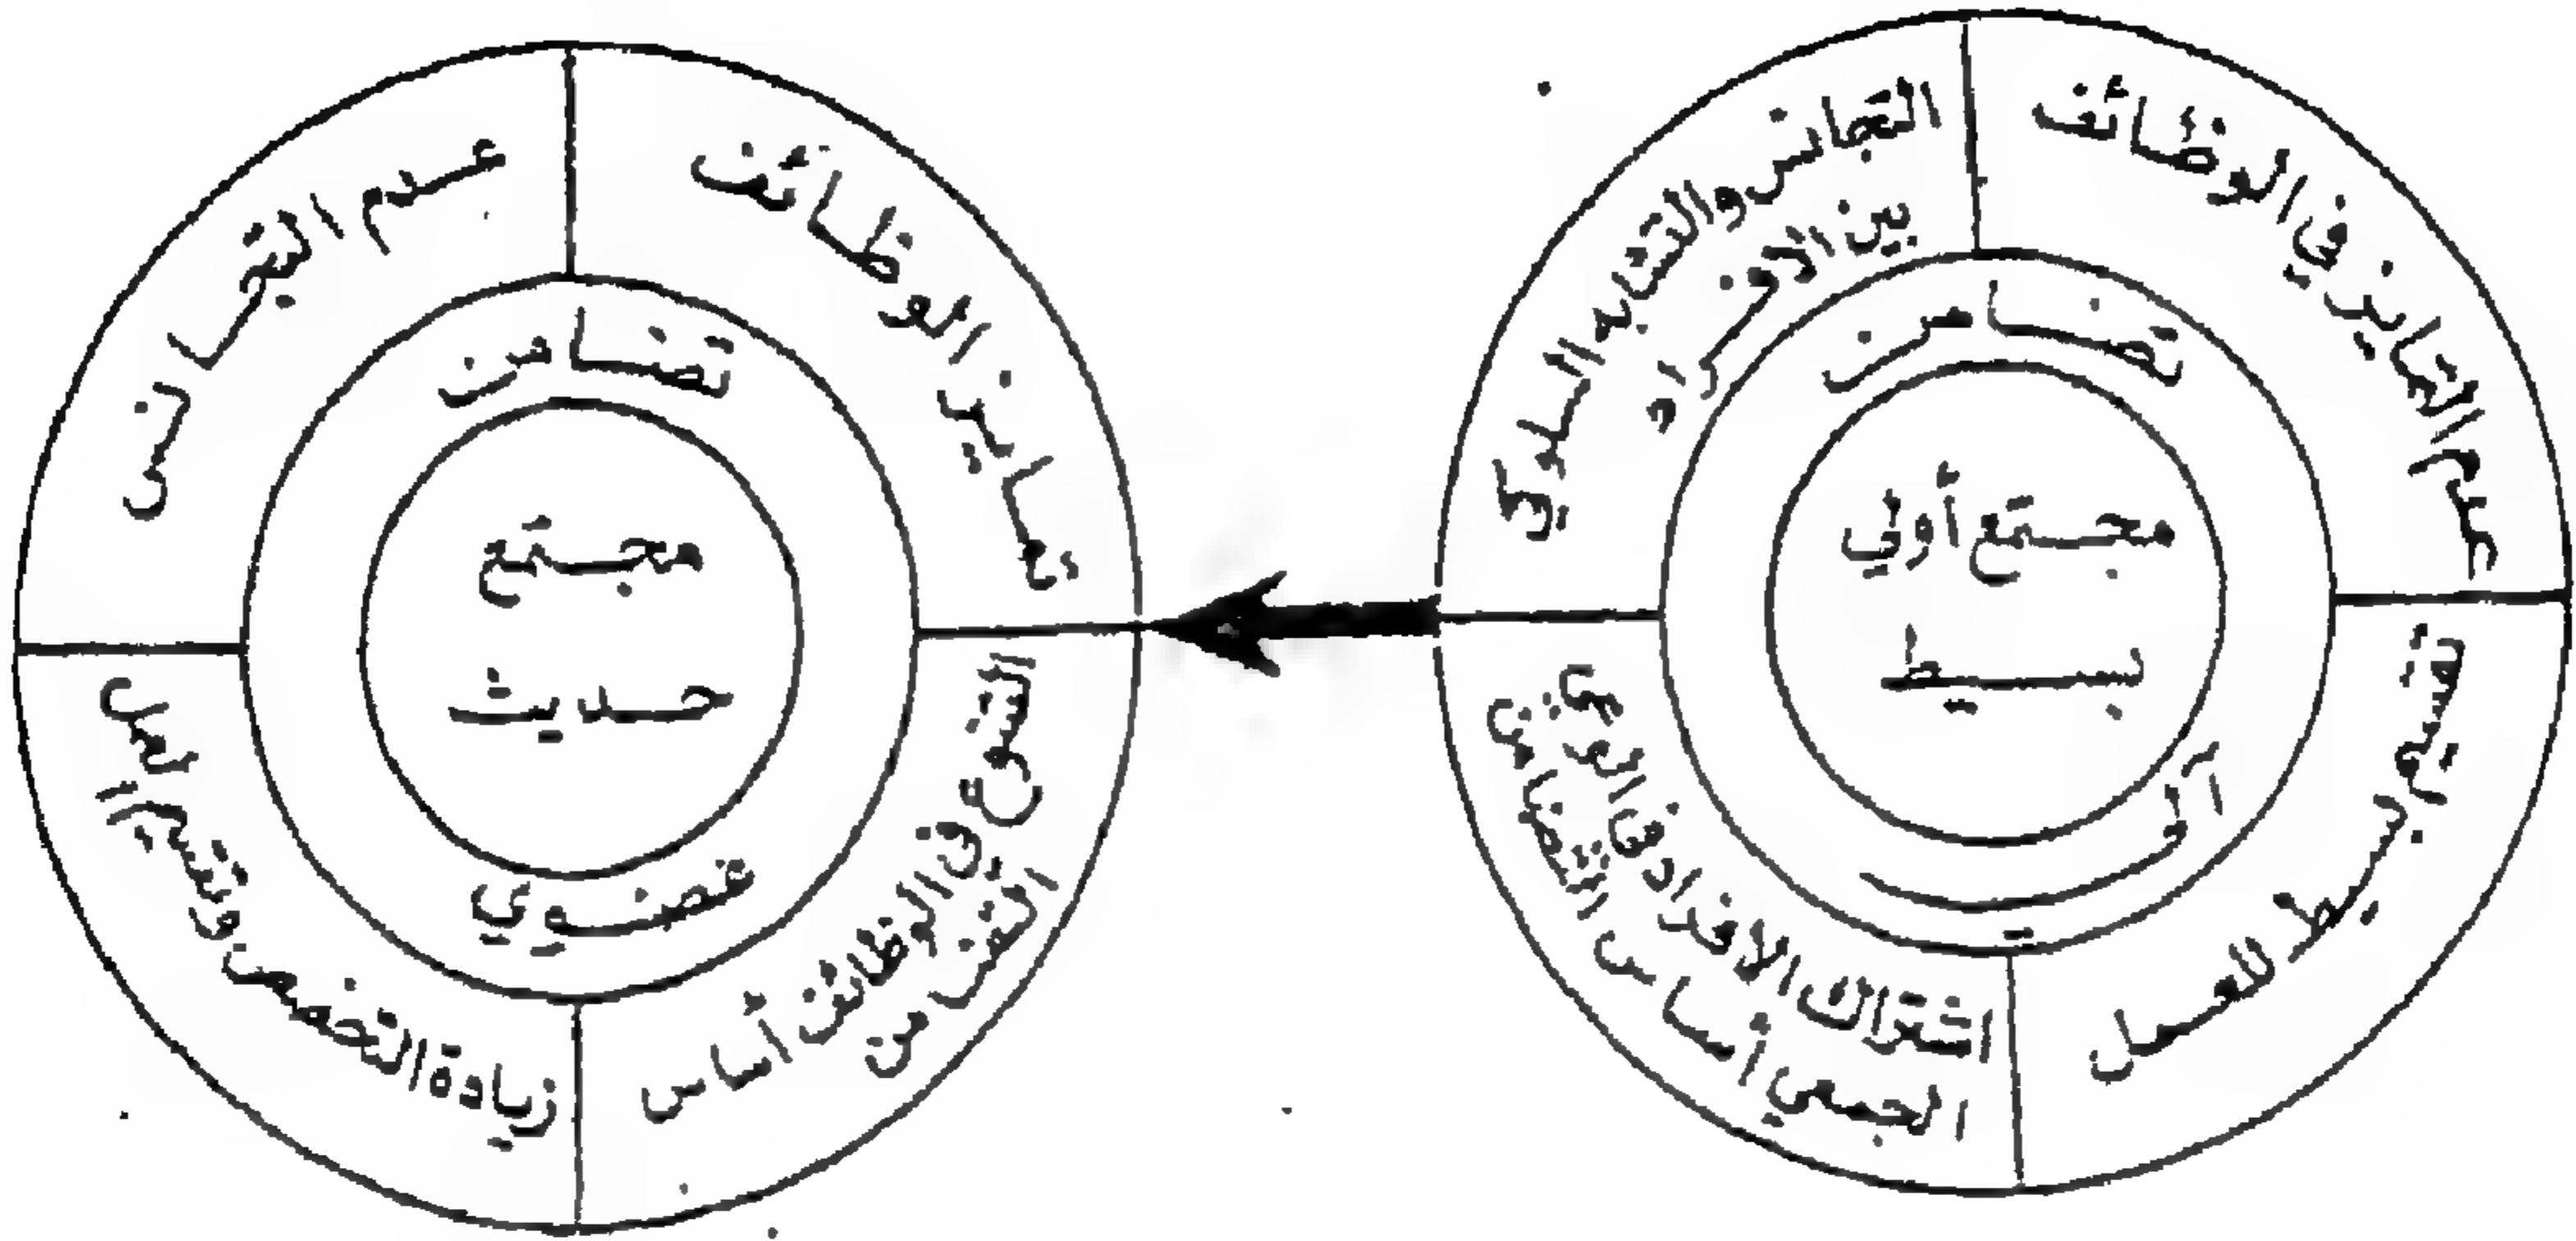 مجتمع أولي
بسيط
تضامن
آلي
عدم التمايز في الوظائف
التجانس والتشابه السلوكي
بين الافراد
تقسيم بسيط للعمل
اشتراك الافراد في الوعي
الجمعي أساس التضامن
مجتمع
حديث
تضامن
عضوي
تمايز الوظائف
عدم التجانس
التنوع في الوظائف أساس
التضامن
زيادة التخصص وتقسيم العمل